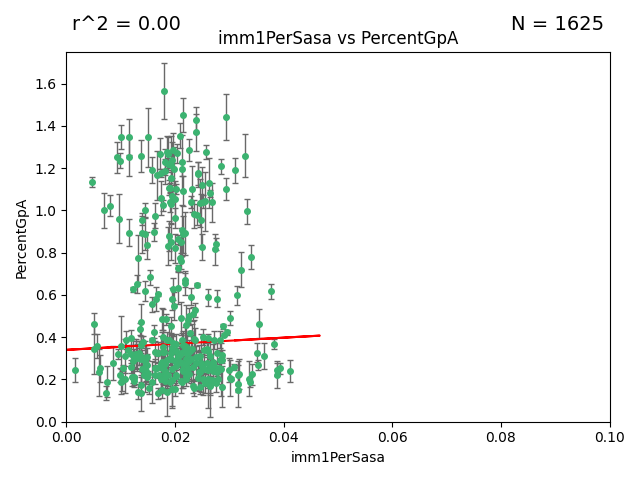 r^2 = 0.00
N = 1625
imm1PerSasa vs PercentGpA
PercentGpA
1.6
1.4
1.2
1.0
0.8
0.6
0.4
0.2
0.0
0.00 0.02 0.04 0.06 0.08 0.10
imm1PerSasa